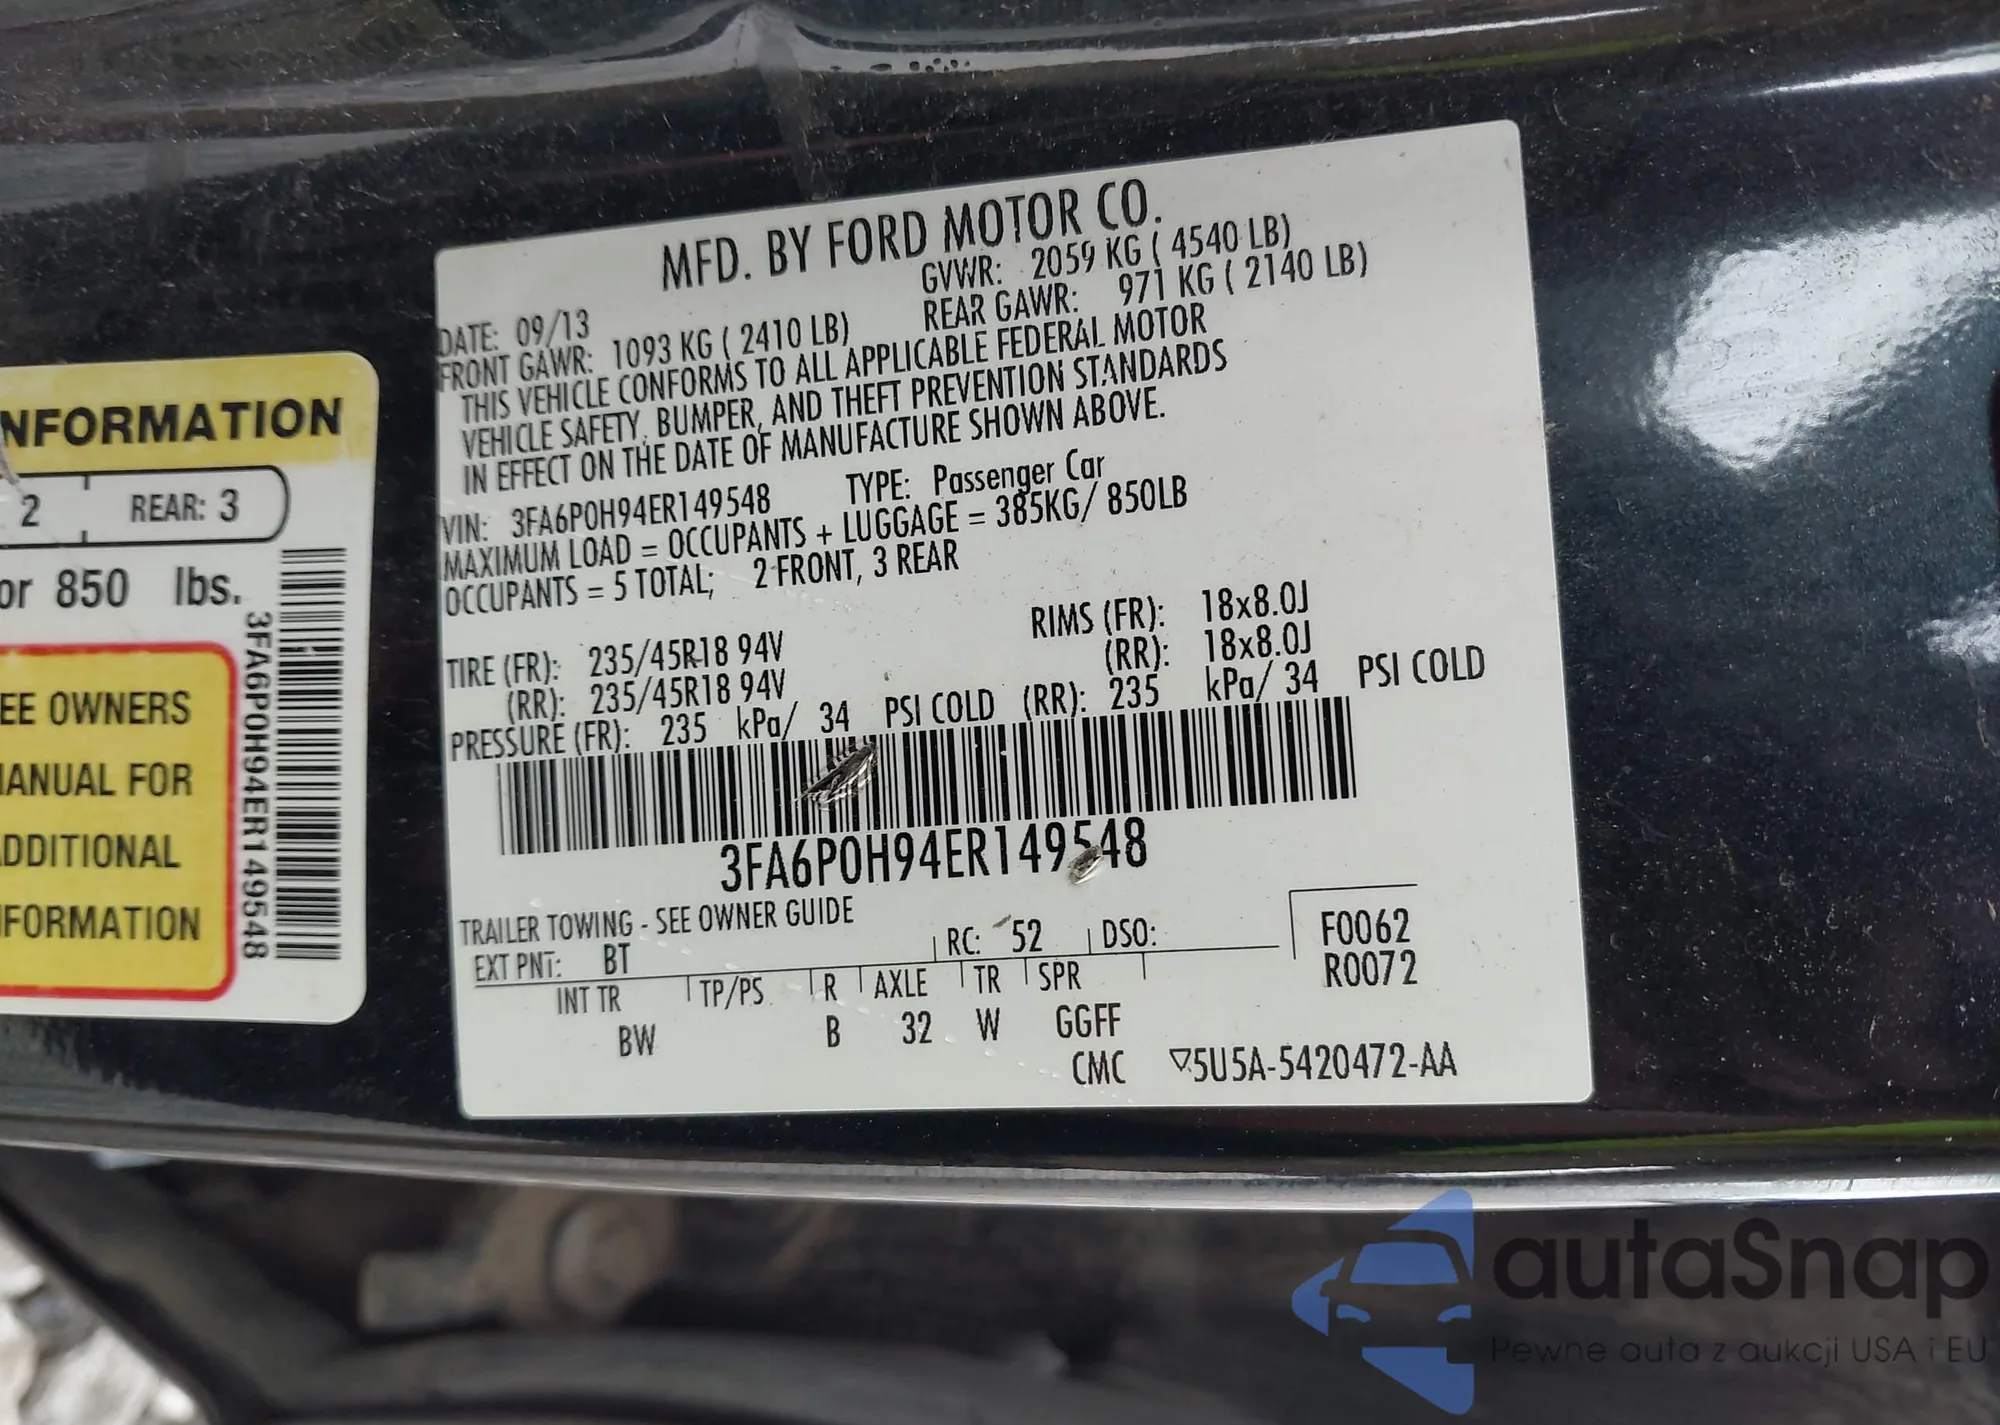 NFORMATION
2 REAR: 3
or 850 lbs.
EE OWNERS
MANUAL FOR
ADDITIONAL
NFORMATION
3FA6P0H94ER149548
MFD. BY FORD MOTOR CO.
DATE: 09/13 GVWR: 2059 KG ( 4540 LB)
FRONT GAWR: 1093 KG ( 2410 LB) REAR GAWR: 971 KG ( 2140 LB)
THIS VEHICLE CONFORMS TO ALL APPLICABLE FEDERAL MOTOR
VEHICLE SAFETY, BUMPER, AND THEFT PREVENTION STANDARDS
IN EFFECT ON THE DATE OF MANUFACTURE SHOWN ABOVE.
VIN: 3FA6P0H94ER149548 TYPE: Passenger Car
MAXIMUM LOAD = OCCUPANTS + LUGGAGE = 385KG/ 850LB
OCCUPANTS = 5 TOTAL; 2 FRONT, 3 REAR
TIRE (FR): 235/45R18 94V RIMS (FR): 18x8.0J
(RR): 235/45R18 94V (RR): 18x8.0J
PRESSURE (FR): 235 kPa/ 34 PSI COLD (RR): 235 kPa/ 34 PSI COLD
3FA6P0H94ER149548
TRAILER TOWING - SEE OWNER GUIDE
EXT PNT: BT RC: 52 DSO: F0062
R0072
INT TR TP/PS R AXLE TR SPR
BW B 32 W GGFF
CMC ▽5U5A-5420472-AA
autaSnap
Pewne auta z aukcji USA i EU